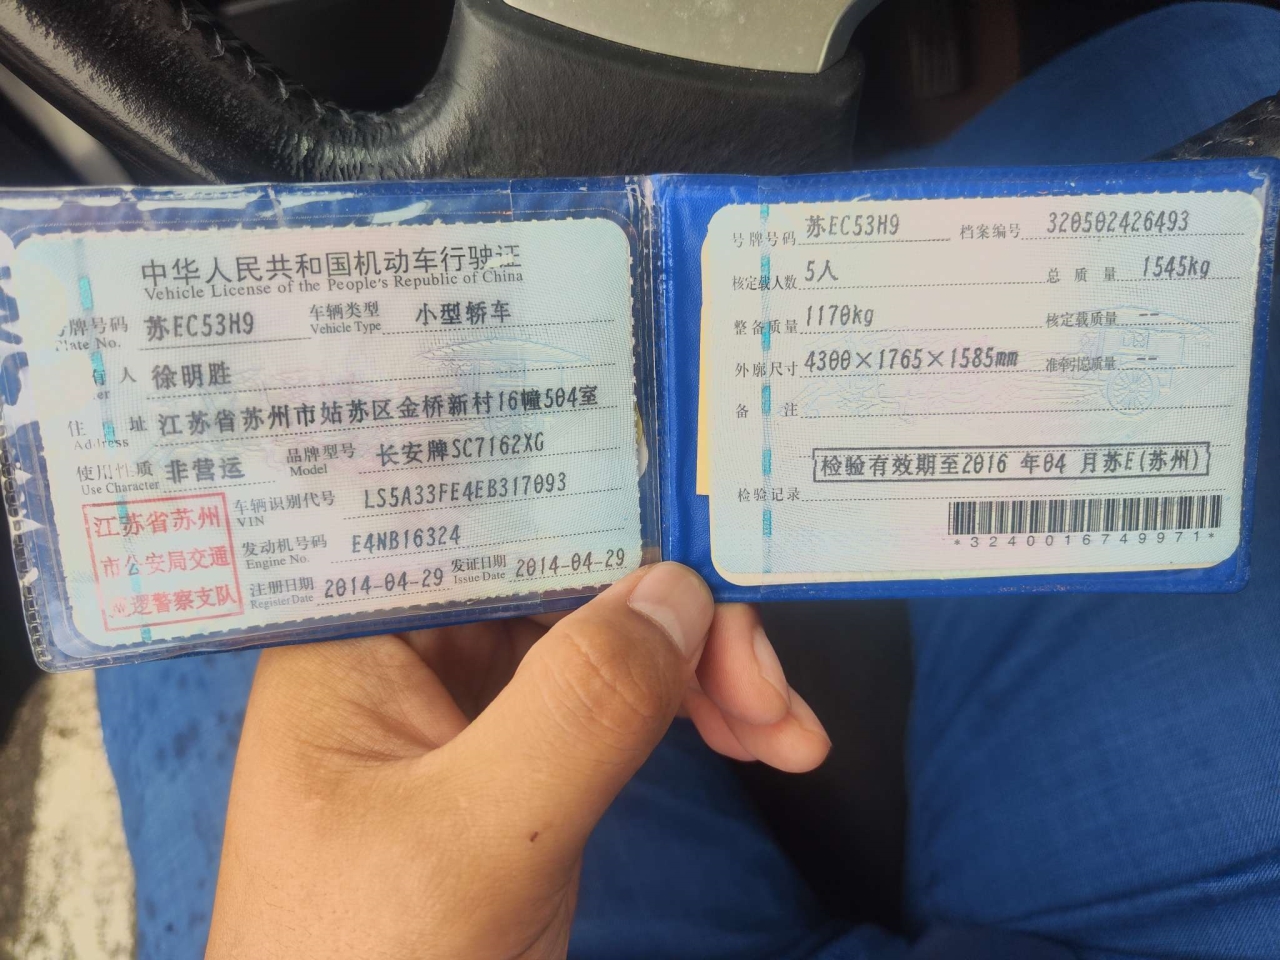 中华人民共和国机动车行驶证
Vehicle License of the People's Republic of China
号牌号码 苏EC53H9 车辆类型 小型轿车
Plate No. Vehicle Type
有 人 徐明胜
住 址 江苏省苏州市姑苏区金桥新村16幢504室
Address
使用性质 非营运 品牌型号 长安牌SC7162XG
Use Character Model
江苏省苏州市公安局交通巡逻警察支队
车辆识别代号 LS5A33FE4EB317093
VIN
发动机号码 E4NB16324
Engine No.
注册日期 2014-04-29 发证日期 2014-04-29
Register Date Issue Date
号牌号码 苏EC53H9 档案编号 320502426493
核定载人数 5人 总质量 1545kg
整备质量 1170kg 核定载质量 --
外廓尺寸 4300×1765×1585mm 准牵引总质量 --
备注
检验有效期至2016 年04 月苏E(苏州)
检验记录
*3240016749971*